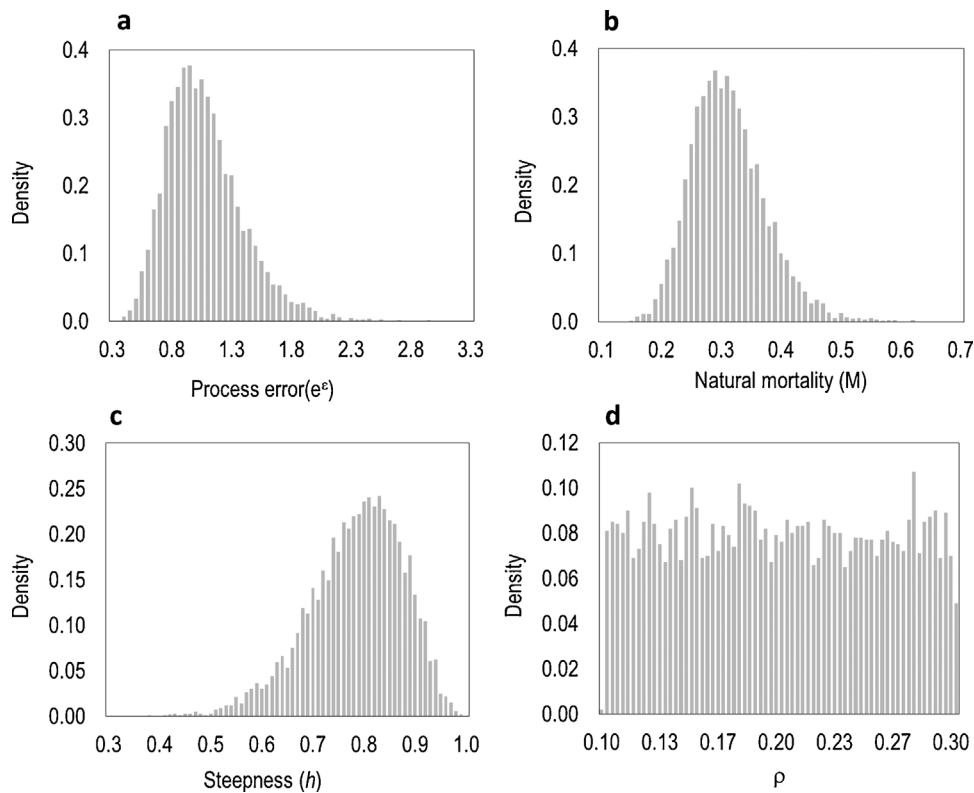 a
0.4
0.3
0.2
0.1
0.0
Density
0.3 0.8 1.3 1.8 2.3 2.8 3.3
Process error(eᵋ)
b
0.4
0.3
0.2
0.1
0.0
Density
0.1 0.2 0.3 0.4 0.5 0.6 0.7
Natural mortality (M)
c
0.30
0.25
0.20
0.15
0.10
0.05
0.00
Density
0.3 0.4 0.5 0.6 0.7 0.8 0.9 1.0
Steepness (h)
d
0.12
0.10
0.08
0.06
0.04
0.02
0.00
Density
0.10 0.13 0.17 0.20 0.23 0.27 0.30
ρ